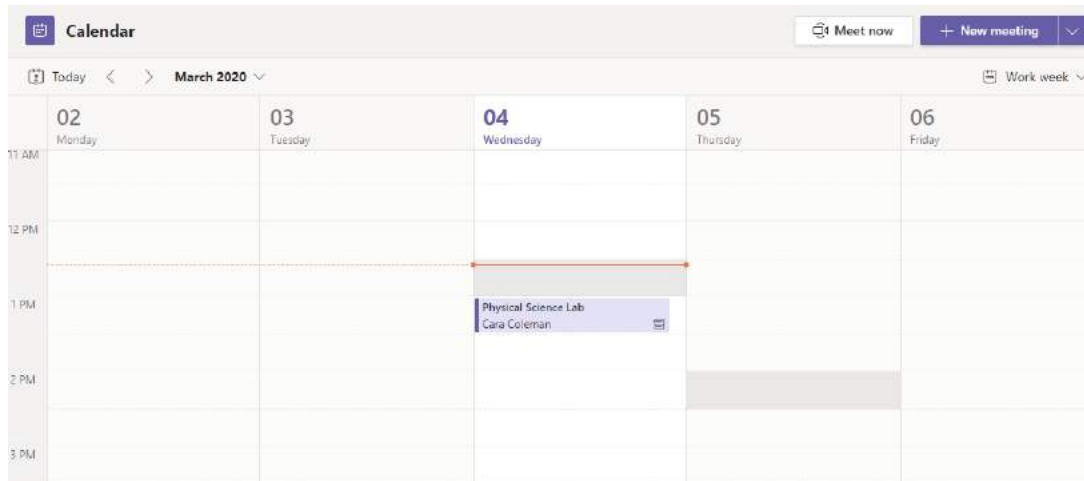 Calendar
Meet now
+ New meeting
Today
March 2020
Work week
02
Monday
03
Tuesday
04
Wednesday
05
Thursday
06
Friday
11 AM
12 PM
1 PM
Physical Science Lab
Cara Coleman
2 PM
3 PM